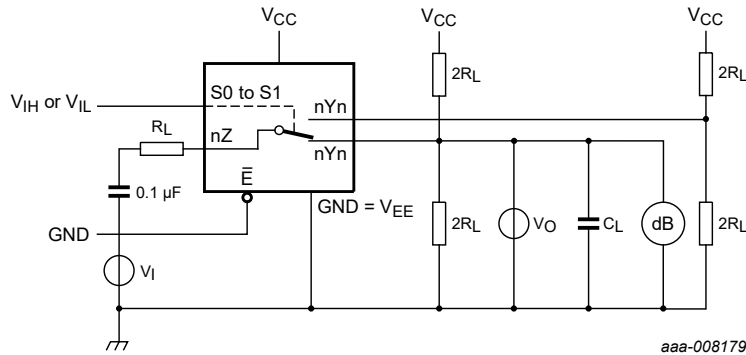 VCC
VCC
VCC
2RL
2RL
S0 to S1
VIH or VIL
nYn
RL
nZ
nYn
E̅
0.1 µF
GND = VEE
2RL
VO
CL
dB
2RL
GND
VI
aaa-008179